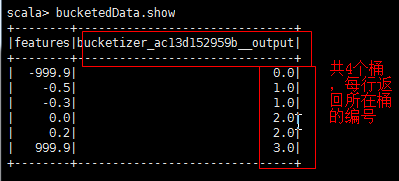 scala> bucketedData.show
+--------+--------------------------------+
|features|bucketizer_ac13d152959b__output|
+--------+--------------------------------+
| -999.9| 0.0|
| -0.5| 1.0|
| -0.3| 1.0|
| 0.0| 2.0|
| 0.2| 2.0|
| 999.9| 3.0|
+--------+--------------------------------+
共4个桶
，每行返
回所在桶
的编号